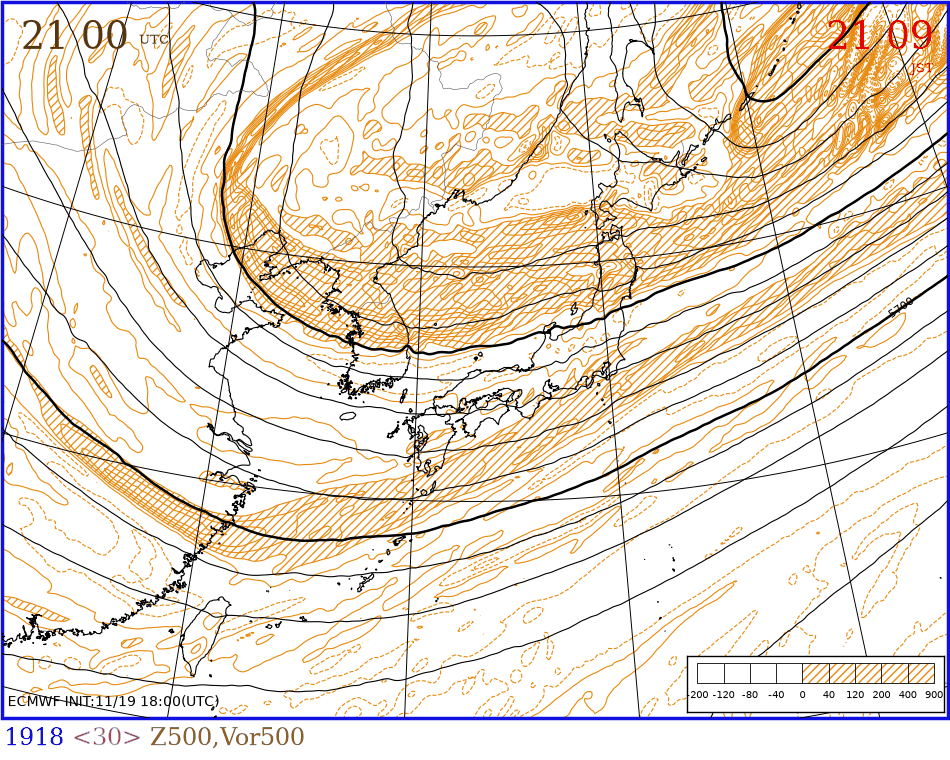 21 00 UTC
21 09
JST
5700
ECMWF INIT:11/19 18:00(UTC)
-200 -120 -80 -40 0 40 120 200 400 900
1918 <30> Z500,Vor500